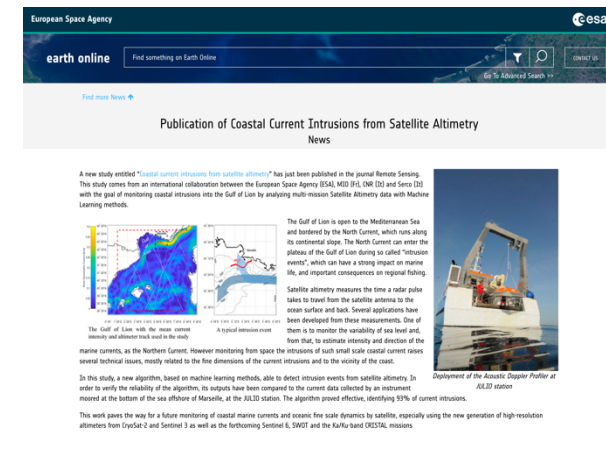 European Space Agency
esa
earth online
Find something on Earth Online
CONTACT US
Go To Advanced Search >>
Find more News
Publication of Coastal Current Intrusions from Satellite Altimetry
News
A new study entitled "Coastal current intrusions from satellite altimetry" has just been published in the journal Remote Sensing.
This study comes from an international collaboration between the European Space Agency (ESA), MIO (Fr), CNR (It) and Serco (It)
with the goal of monitoring coastal intrusions into the Gulf of Lion by analyzing multi-mission Satellite Altimetry data with Machine
Learning methods.
The Gulf of Lion is open to the Mediterranean Sea
and bordered by the North Current, which runs along
its continental slope. The North Current can enter the
plateau of the Gulf of Lion during so called "intrusion
events", which can have a strong impact on marine
life, and important consequences on regional fishing.
Satellite altimetry measures the time a radar pulse
takes to travel from the satellite antenna to the
ocean surface and back. Several applications have
been developed from these measurements. One of
them is to monitor the variability of sea level and,
from that, to estimate intensity and direction of the
The Gulf of Lion with the mean current
intensity and altimeter track used in the study
A typical intrusion event
marine currents, as the Northern Current. However monitoring from space the intrusions of such small scale coastal current raises
several technical issues, mostly related to the fine dimensions of the current intrusions and to the vicinity of the coast.
Deployment of the Acoustic Doppler Profiler at
JULIO station
In this study, a new algorithm, based on machine learning methods, able to detect intrusion events from satellite altimetry. In
order to verify the reliability of the algorithm, its outputs have been compared to the current data collected by an instrument
moored at the bottom of the sea offshore of Marseille, at the JULIO station. The algorithm proved effective, identifying 93% of current intrusions.
This work paves the way for a future monitoring of coastal marine currents and oceanic fine scale dynamics by satellite, especially using the new generation of high-resolution
altimeters from CryoSat-2 and Sentinel 3 as well as the forthcoming Sentinel 6, SWOT and the Ka/Ku-band CRISTAL missions